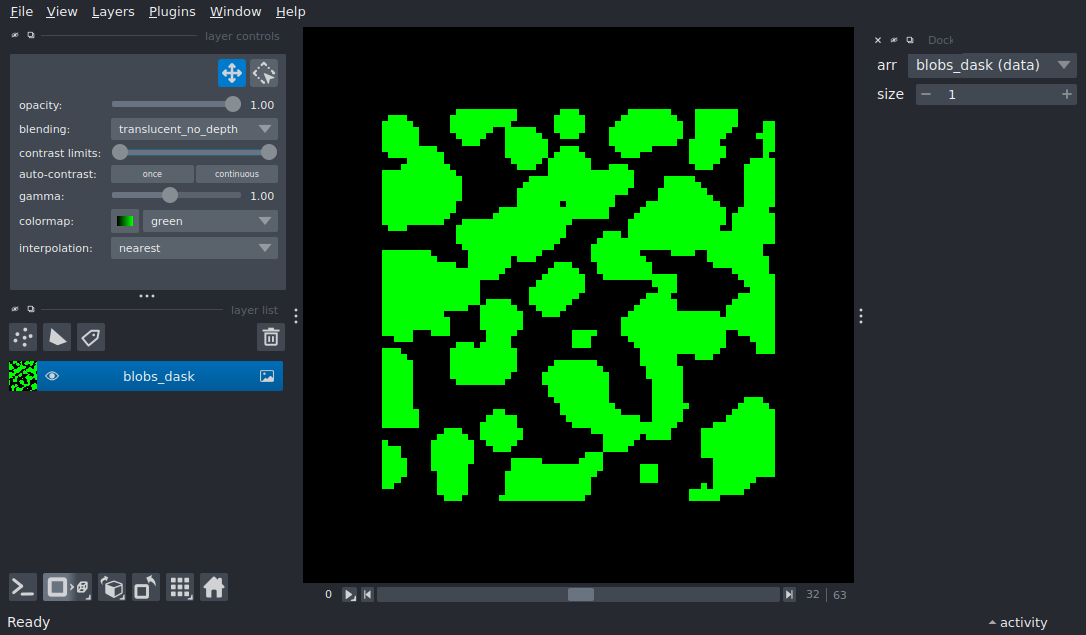 File View Layers Plugins Window Help
layer controls
opacity: 1.00
blending: translucent_no_depth
contrast limits:
auto-contrast: once continuous
gamma: 1.00
colormap: green
interpolation: nearest
layer list
blobs_dask
0 32 63
Ready
activity
Dock
arr blobs_dask (data)
size 1